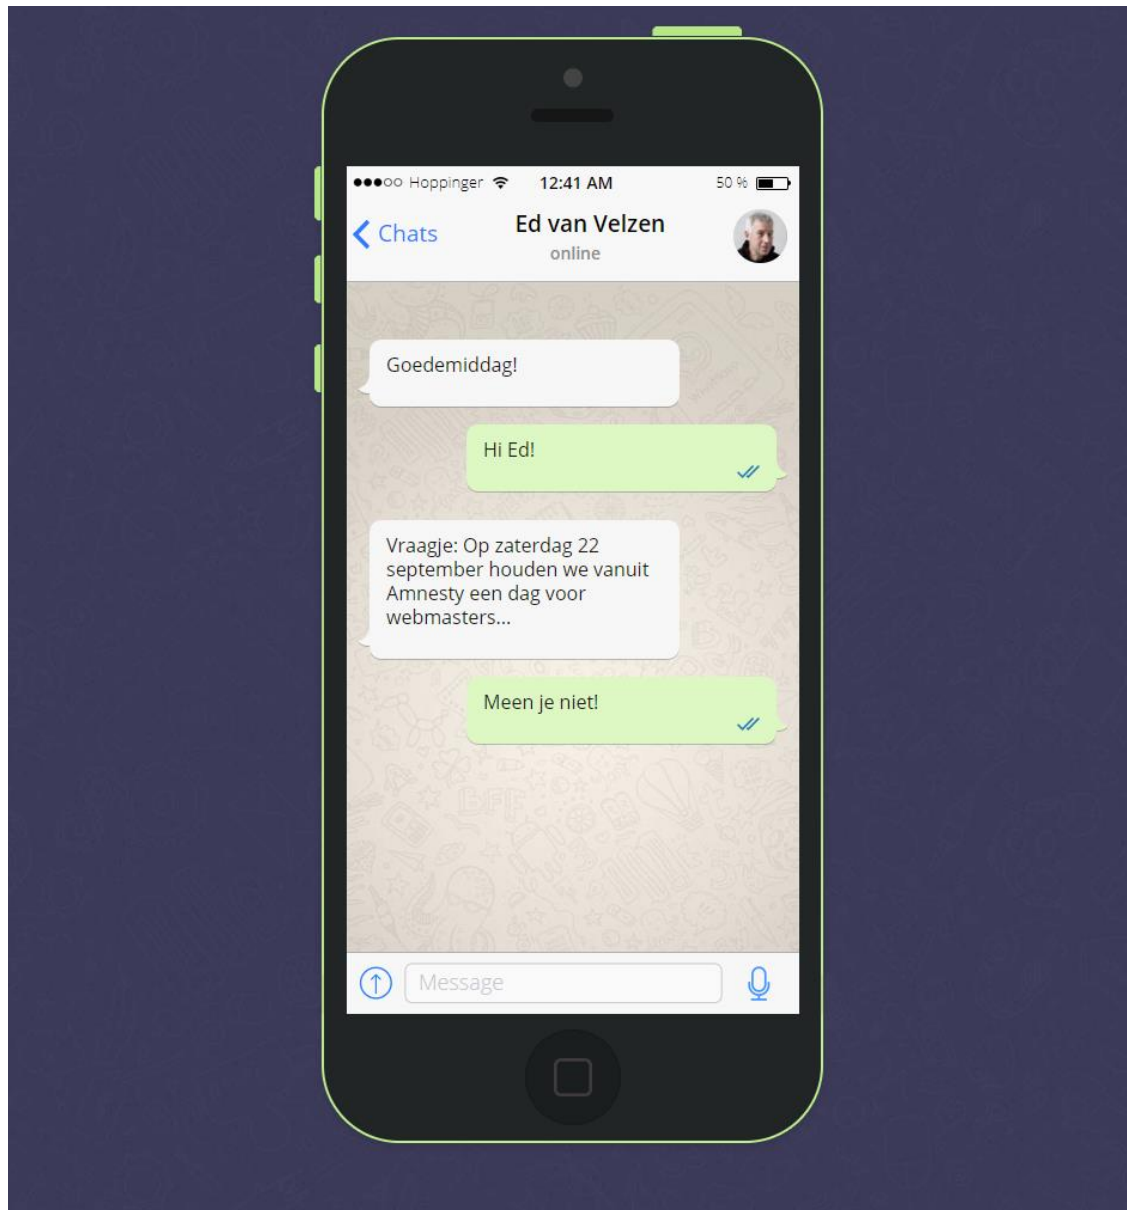 Hoppinger 12:41 AM 50 %
Chats
Ed van Velzen
online
Goedemiddag!
Hi Ed!
Vraagje: Op zaterdag 22
september houden we vanuit
Amnesty een dag voor
webmasters...
Meen je niet!
BFF
Message